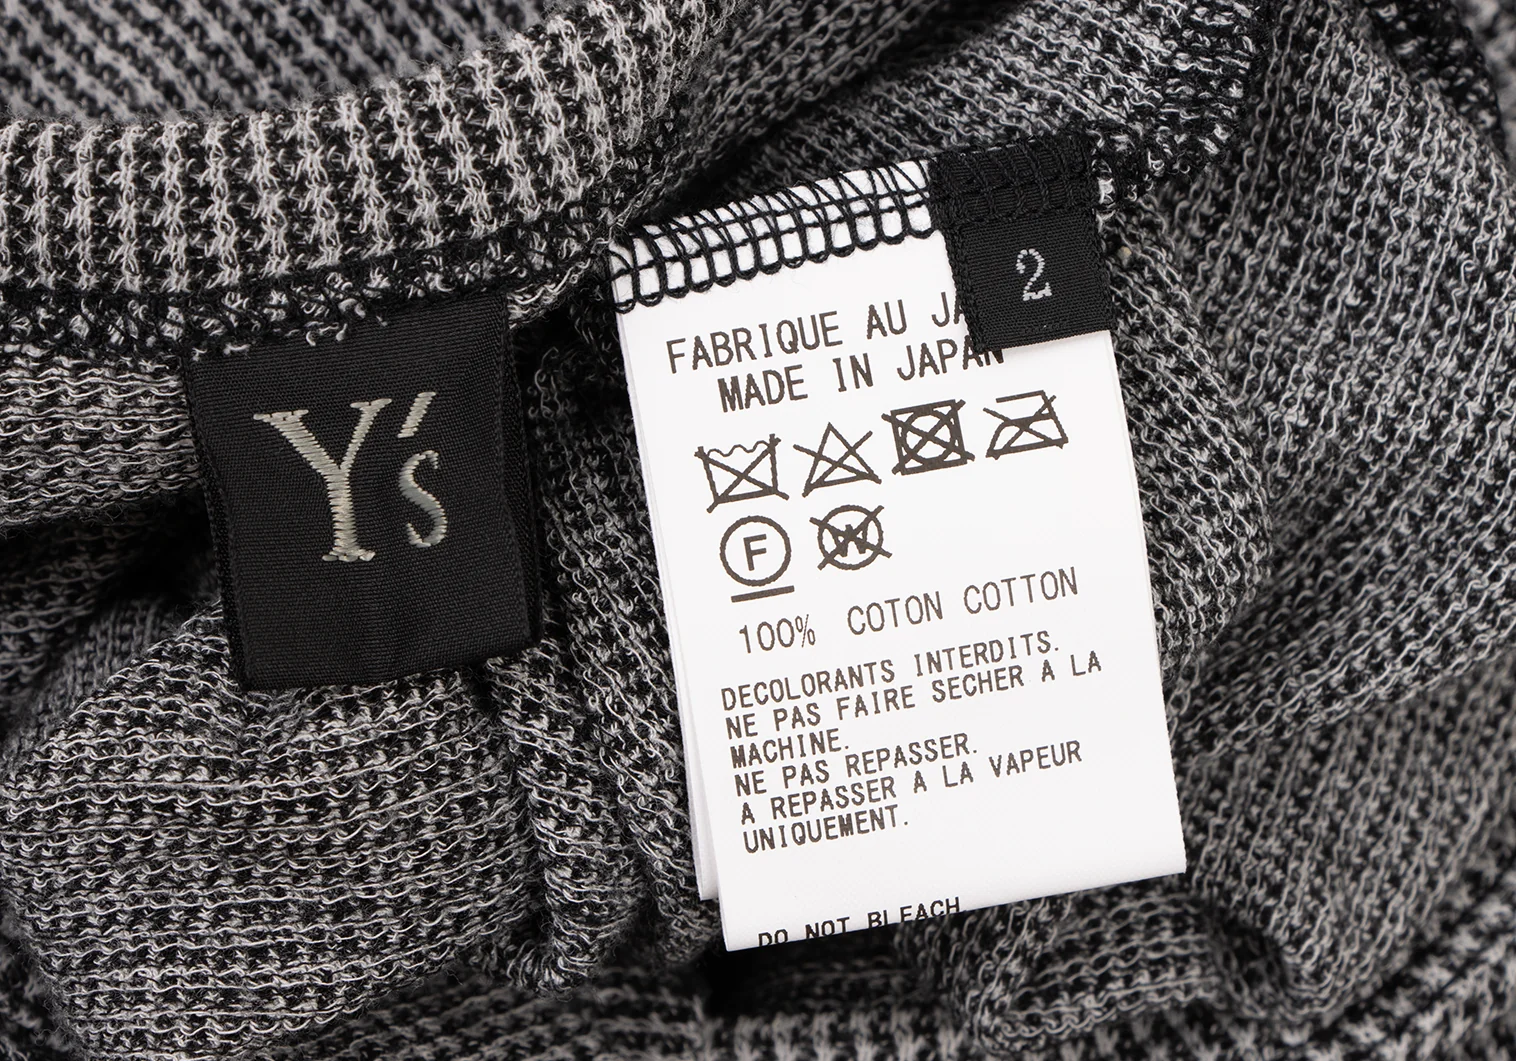 Y's
2
FABRIQUE AU JA
MADE IN JAPAN
F
W
100% COTON COTTON
DECOLORANTS INTERDITS.
NE PAS FAIRE SECHER A LA
MACHINE.
NE PAS REPASSER.
A REPASSER A LA VAPEUR
UNIQUEMENT.
DO NOT BLEACH